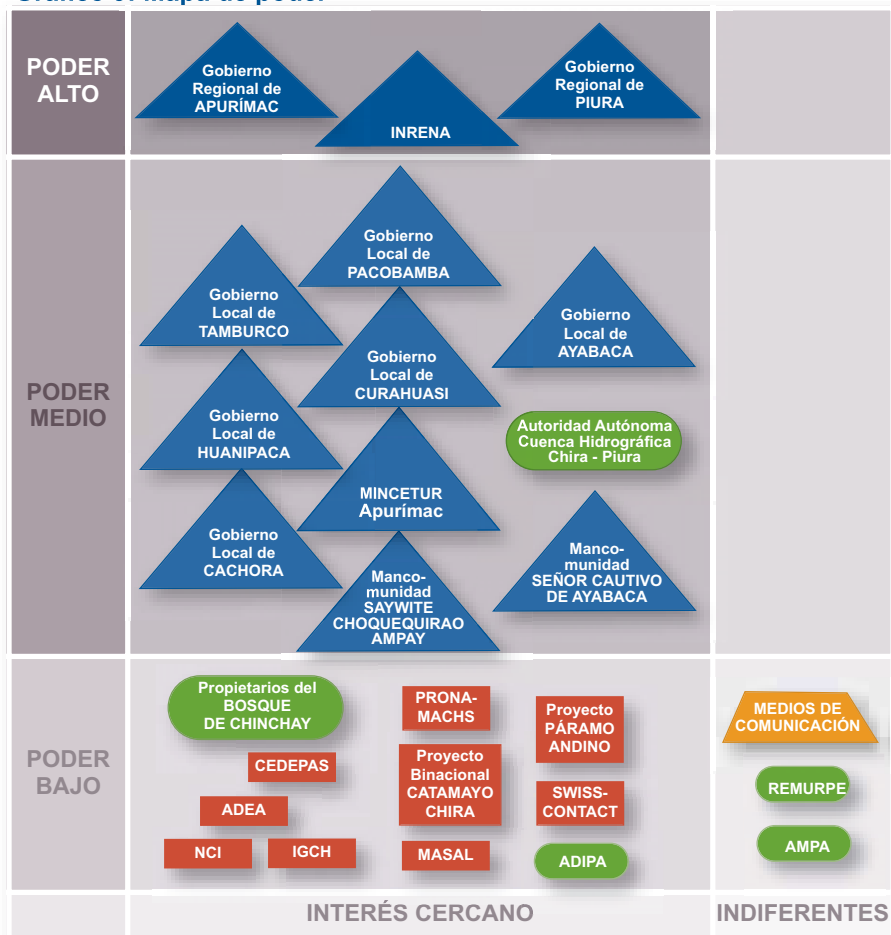 PODER
ALTO
Gobierno
Regional de
APURÍMAC
INRENA
Gobierno
Regional de
PIURA
PODER
MEDIO
Gobierno
Local de
PACOBAMBA
Gobierno
Local de
TAMBURCO
Gobierno
Local de
AYABACA
Gobierno
Local de
CURAHUASI
Gobierno
Local de
HUANIPACA
Autoridad Autónoma
Cuenca Hidrográfica
Chira - Piura
MINCETUR
Apurímac
Gobierno
Local de
CACHORA
Manco-
munidad
SAYWITE
CHOQUEQUIRAO
AMPAY
Manco-
munidad
SEÑOR CAUTIVO
DE AYABACA
PODER
BAJO
Propietarios del
BOSQUE
DE CHINCHAY
PRONA-
MACHS
Proyecto
PÁRAMO
ANDINO
CEDEPAS
Proyecto
Binacional
CATAMAYO
CHIRA
ADEA
SWISS-
CONTACT
NCI
IGCH
MASAL
ADIPA
MEDIOS DE
COMUNICACIÓN
REMURPE
AMPA
INTERÉS CERCANO
INDIFERENTES